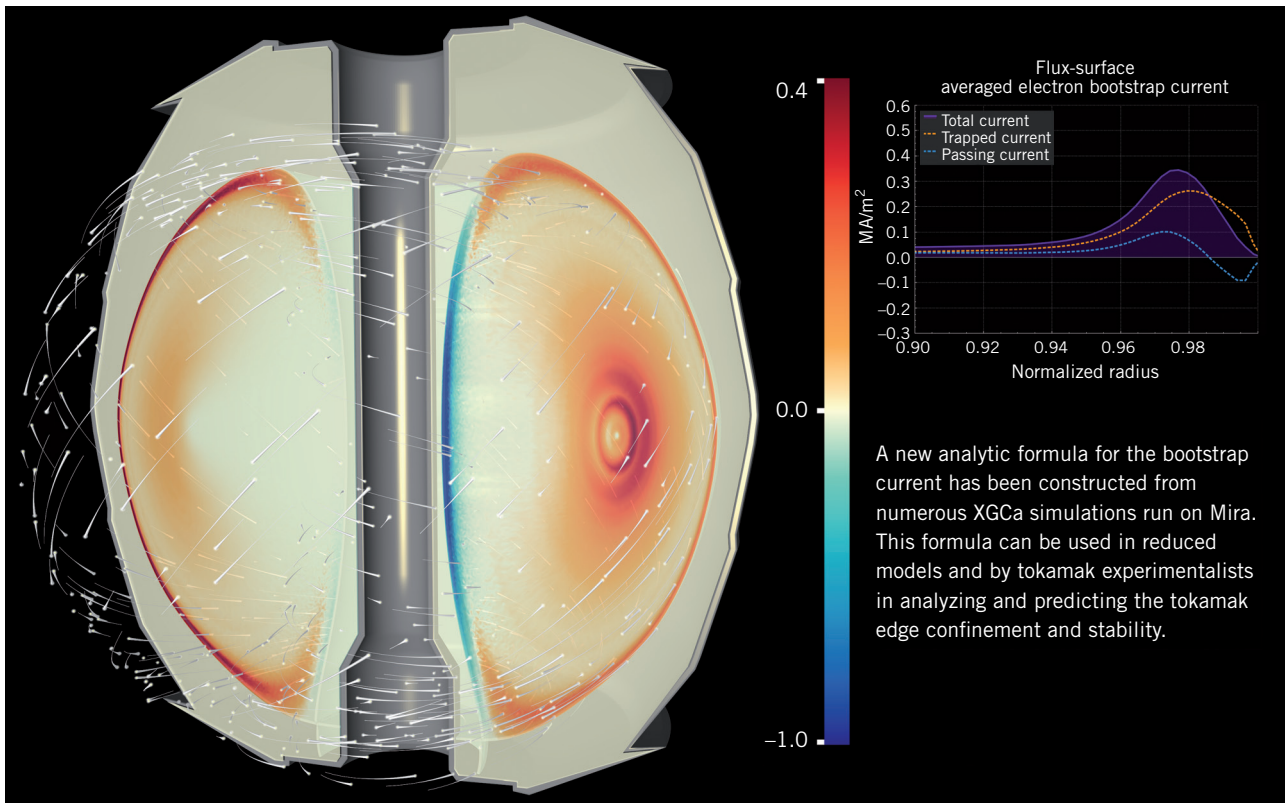 0.4
0.0
–1.0
Flux-surface
averaged electron bootstrap current
0.6
0.5
0.4
0.3
0.2
0.1
0.0
–0.1
–0.2
–0.3
MA/m²
Total current
Trapped current
Passing current
0.90 0.92 0.94 0.96 0.98
Normalized radius
A new analytic formula for the bootstrap
current has been constructed from
numerous XGCa simulations run on Mira.
This formula can be used in reduced
models and by tokamak experimentalists
in analyzing and predicting the tokamak
edge confinement and stability.